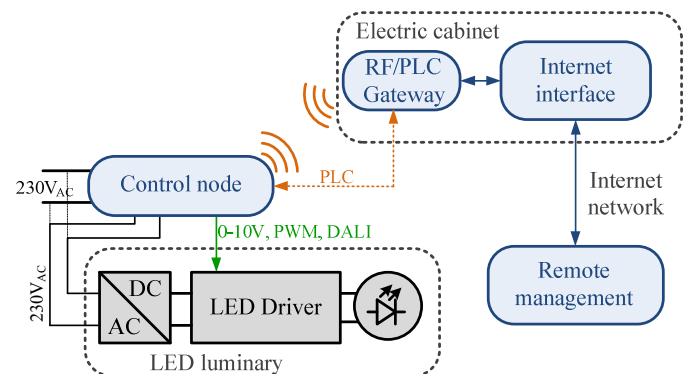 Electric cabinet
RF/PLC
Gateway
Internet
interface
230VAC
Control node
PLC
Internet
network
0-10V, PWM, DALI
230VAC
DC
AC
LED Driver
Remote
management
LED luminary